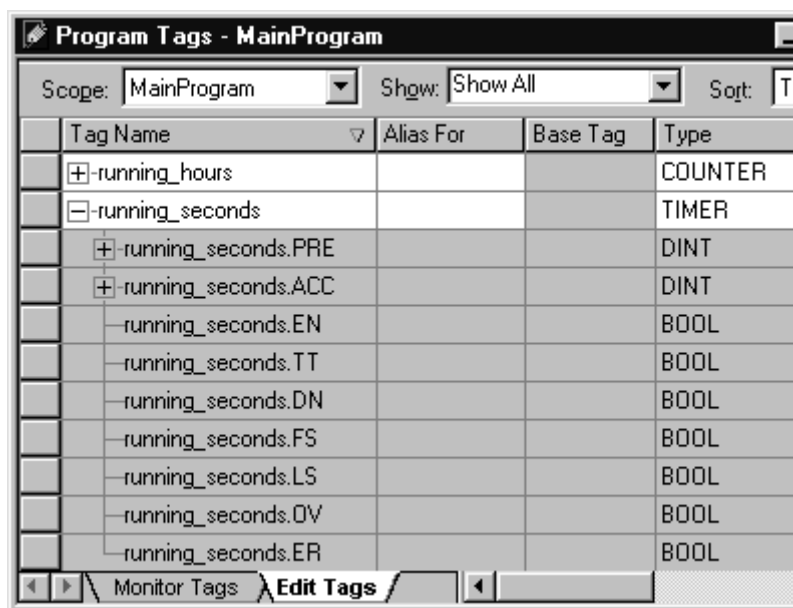 Program Tags - MainProgram
Scope: MainProgram Show: Show All Sort: T
Tag Name Alias For Base Tag Type
running_hours COUNTER
running_seconds TIMER
running_seconds.PRE DINT
running_seconds.ACC DINT
running_seconds.EN BOOL
running_seconds.TT BOOL
running_seconds.DN BOOL
running_seconds.FS BOOL
running_seconds.LS BOOL
running_seconds.OV BOOL
running_seconds.ER BOOL
Monitor Tags Edit Tags